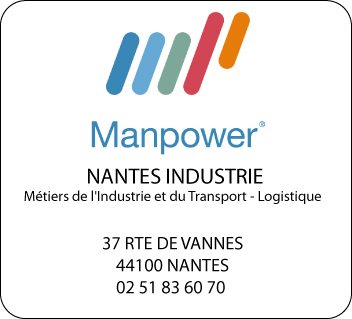 Manpower®
NANTES INDUSTRIE
Métiers de l'Industrie et du Transport - Logistique
37 RTE DE VANNES
44100 NANTES
02 51 83 60 70